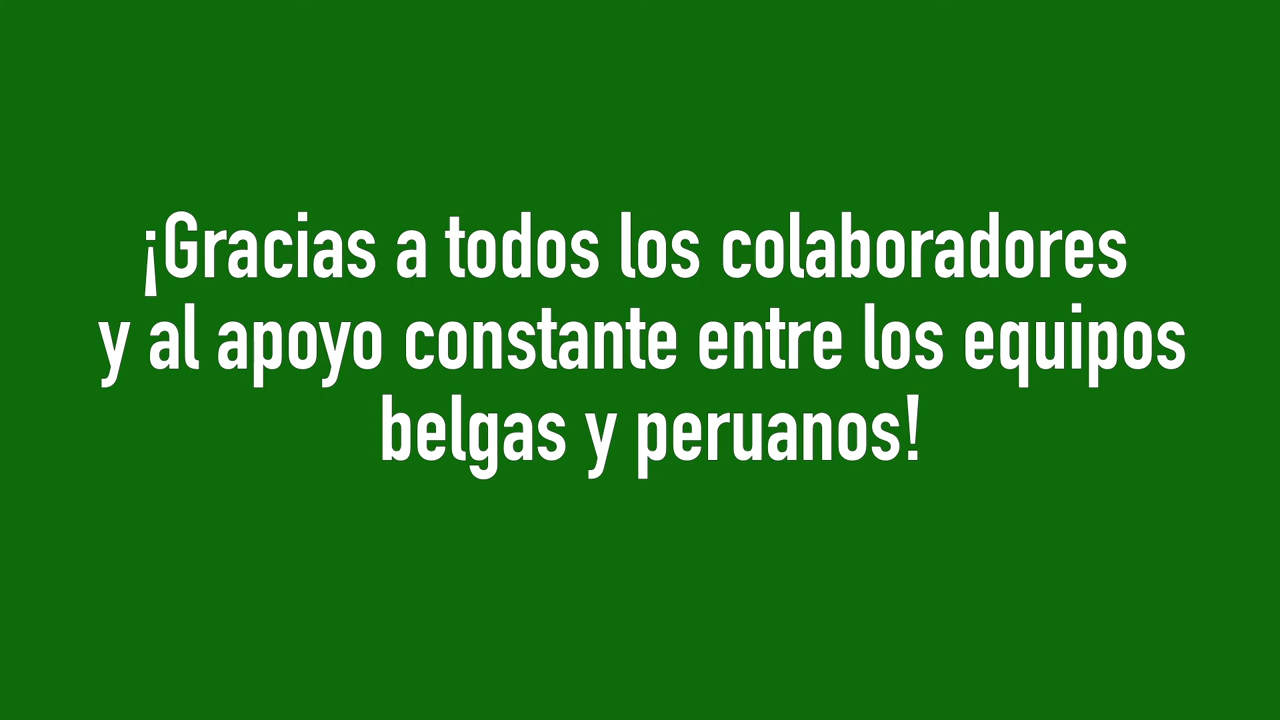 ¡Gracias a todos los colaboradores
y al apoyo constante entre los equipos
belgas y peruanos!